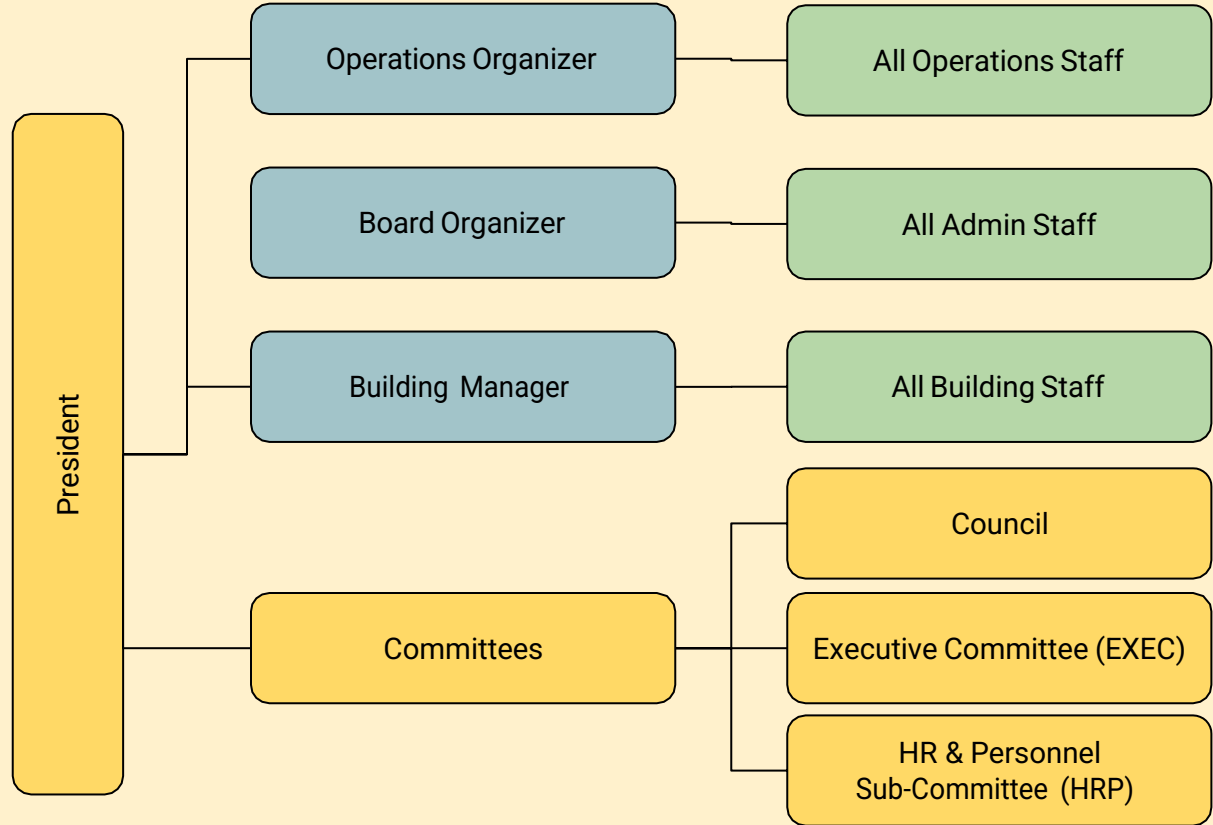 President
Operations Organizer
All Operations Staff
Board Organizer
All Admin Staff
Building Manager
All Building Staff
Committees
Council
Executive Committee (EXEC)
HR & Personnel
Sub-Committee (HRP)